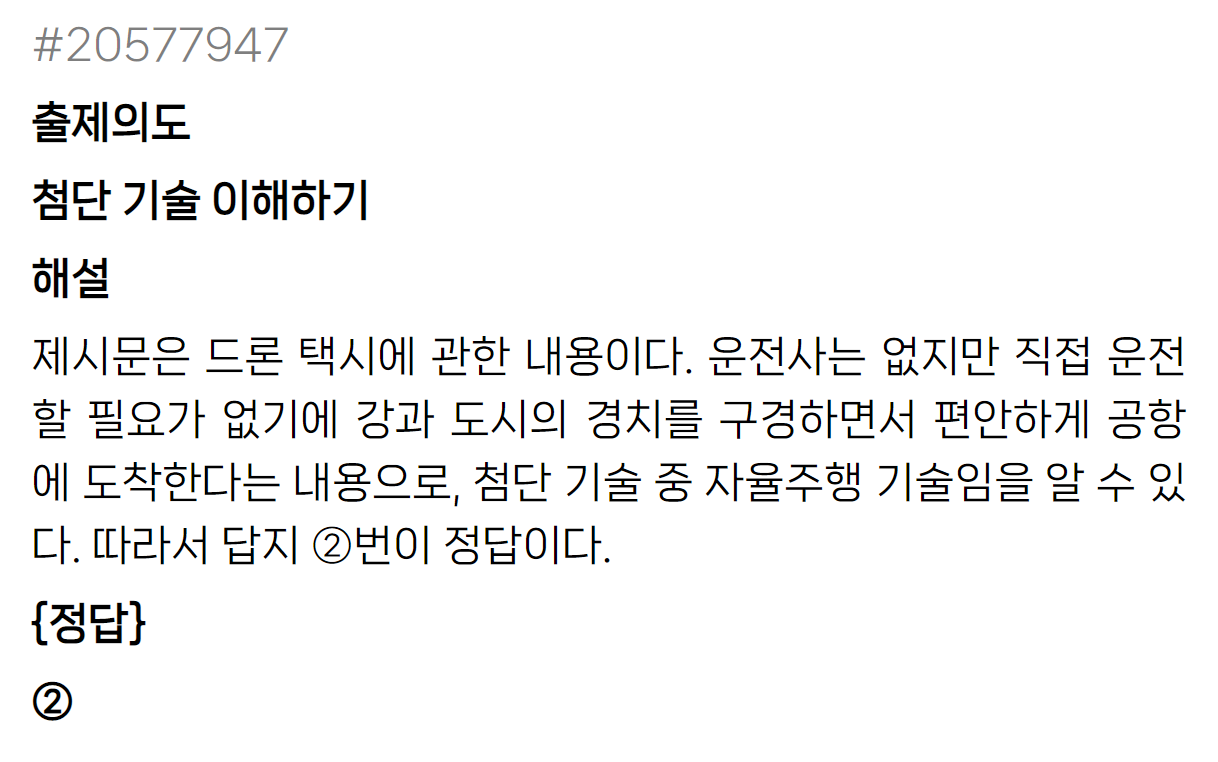 #20577947
출제의도
첨단 기술 이해하기
해설
제시문은 드론 택시에 관한 내용이다. 운전사는 없지만 직접 운전
할 필요가 없기에 강과 도시의 경치를 구경하면서 편안하게 공항
에 도착한다는 내용으로, 첨단 기술 중 자율주행 기술임을 알 수 있
다. 따라서 답지 ②번이 정답이다.
{정답}
②